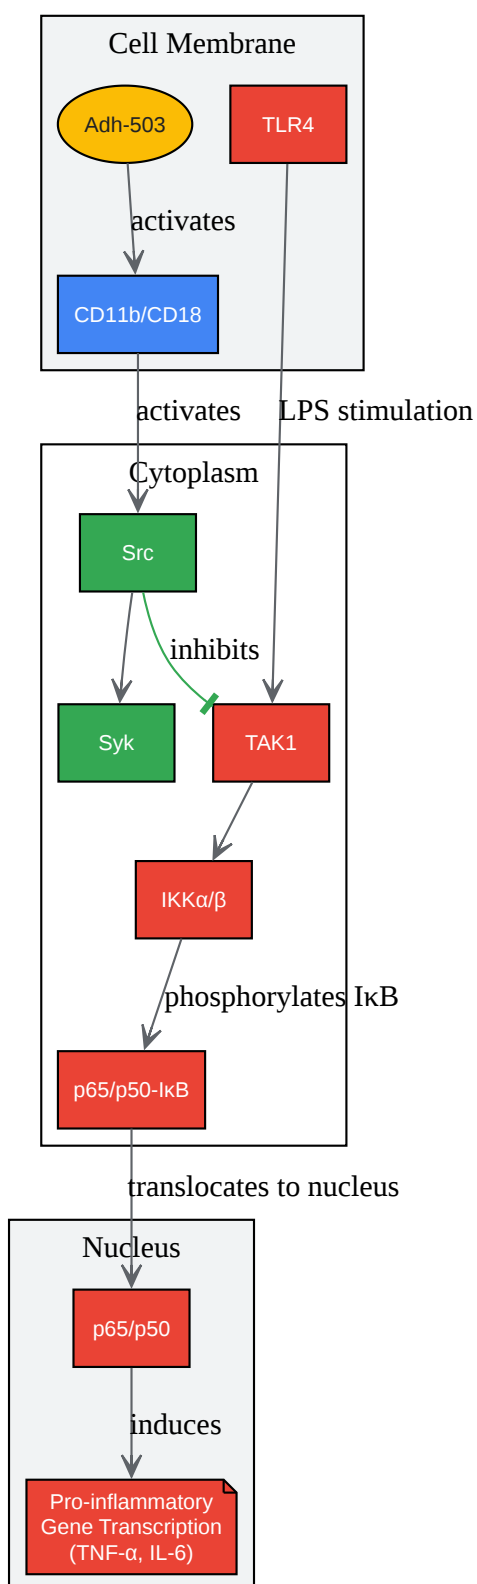 Cell Membrane
Adh-503
TLR4
activates
CD11b/CD18
activates
LPS stimulation
Cytoplasm
Src
inhibits
Syk
TAK1
IKKα/β
phosphorylates IκB
p65/p50-IκB
translocates to nucleus
Nucleus
p65/p50
induces
Pro-inflammatory
Gene Transcription
(TNF-α, IL-6)